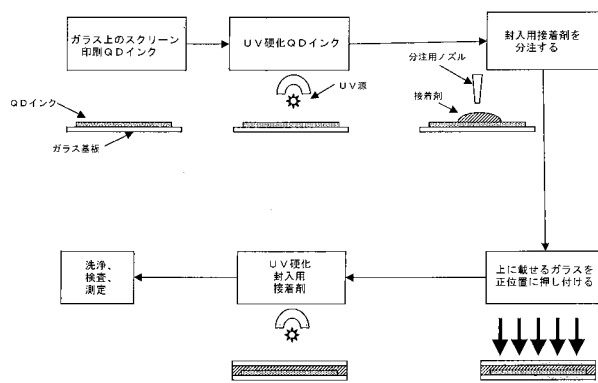 ガラス上のスクリーン
印刷QDインク
UV硬化QDインク
封入用接着剤を
分注する
分注用ノズル
UV源
接着剤
QDインク
ガラス基板
上に載せるガラスを
正位置に押し付ける
UV硬化
封入用
接着剤
洗浄、
検査、
測定